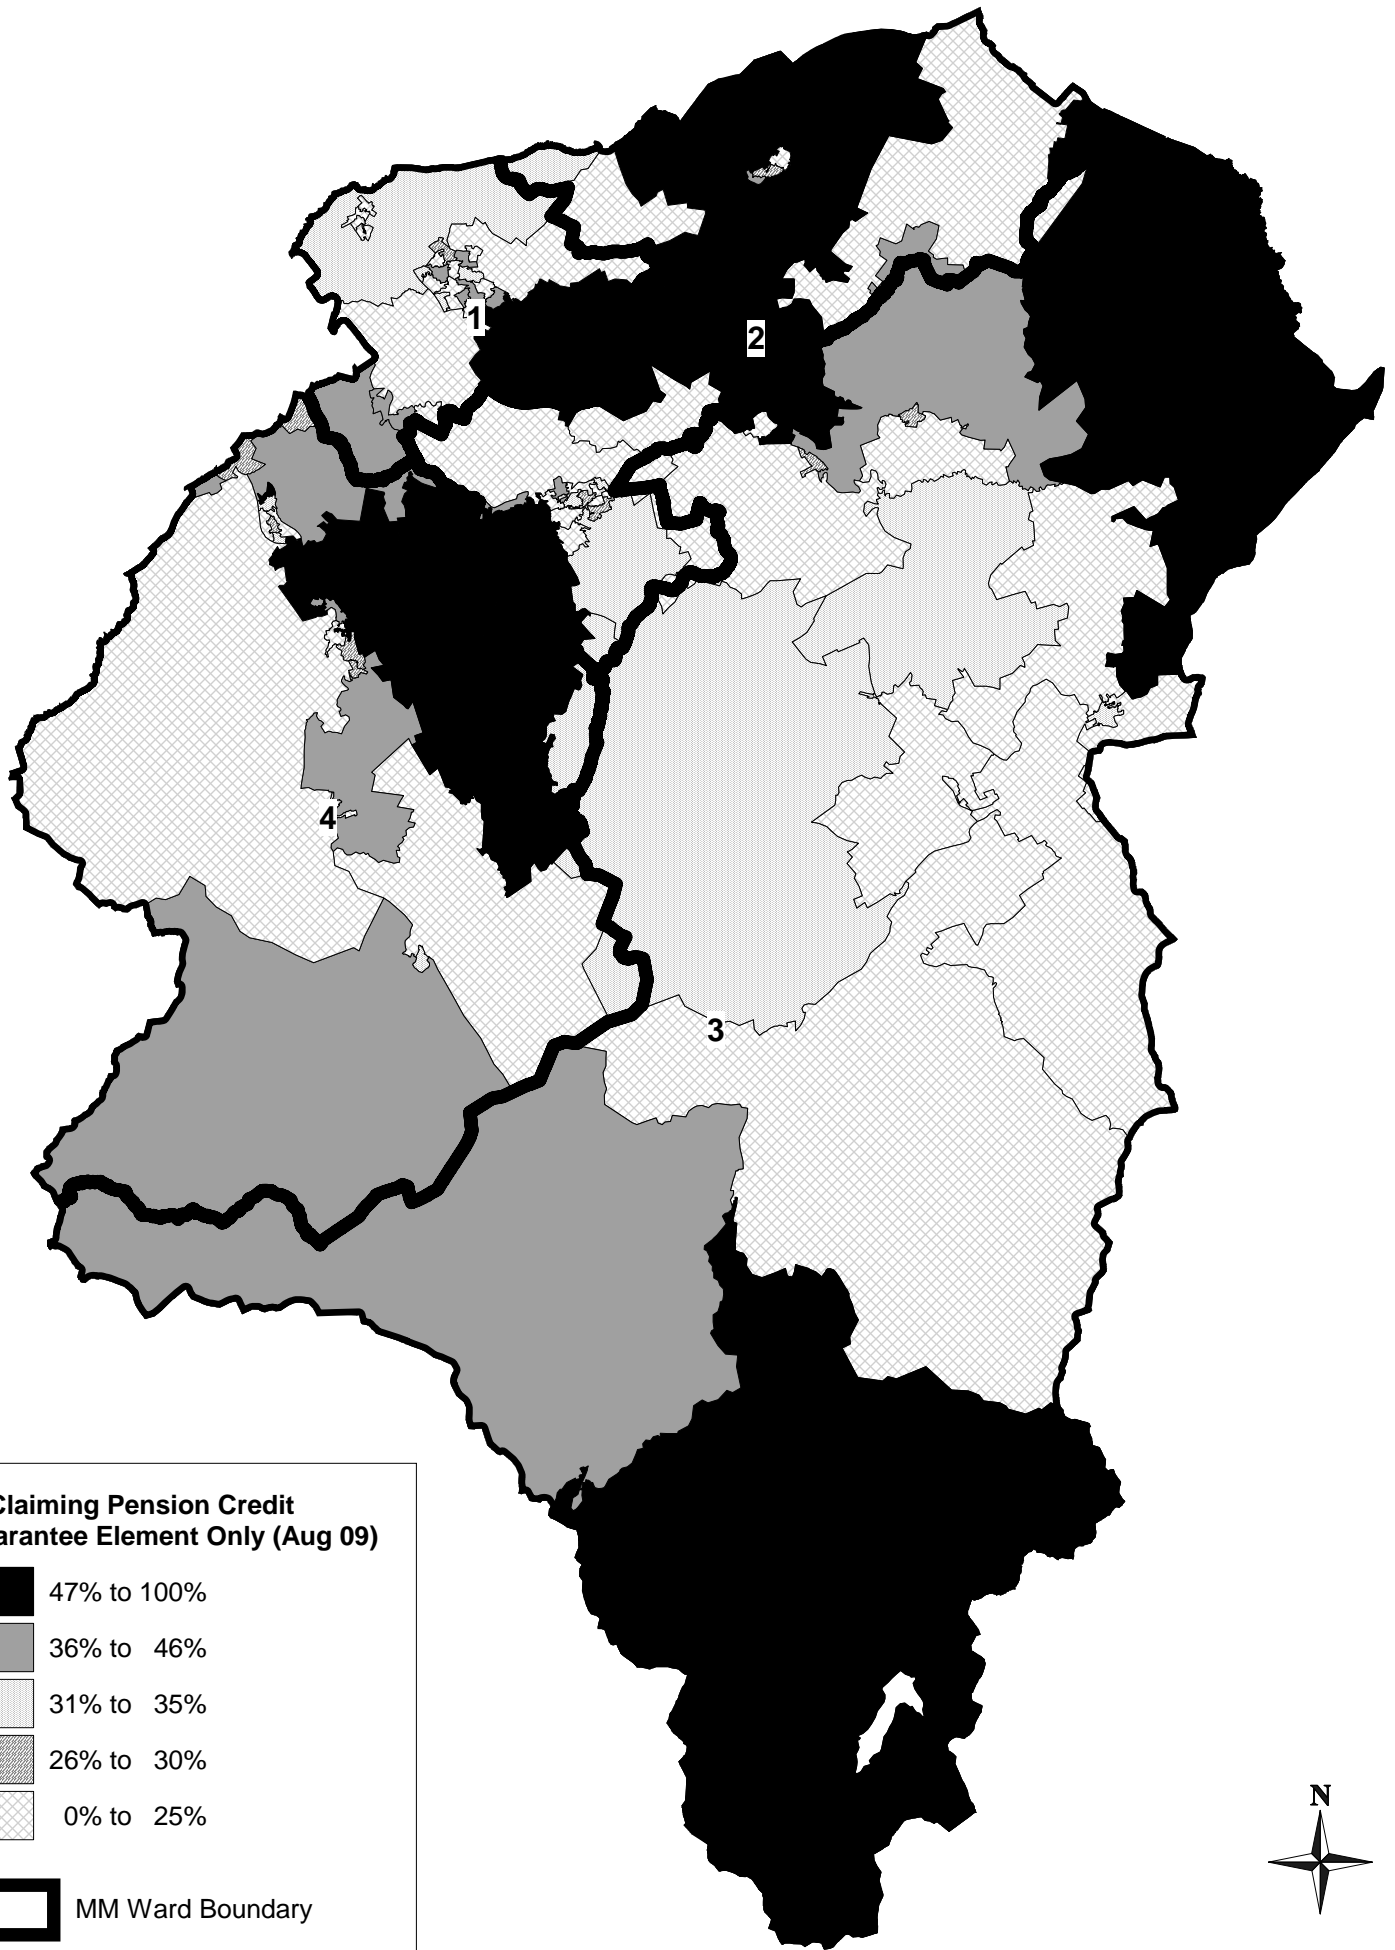 1
2
4
3
Claiming Pension Credit
arantee Element Only (Aug 09)
47% to 100%
36% to 46%
31% to 35%
26% to 30%
0% to 25%
MM Ward Boundary
N